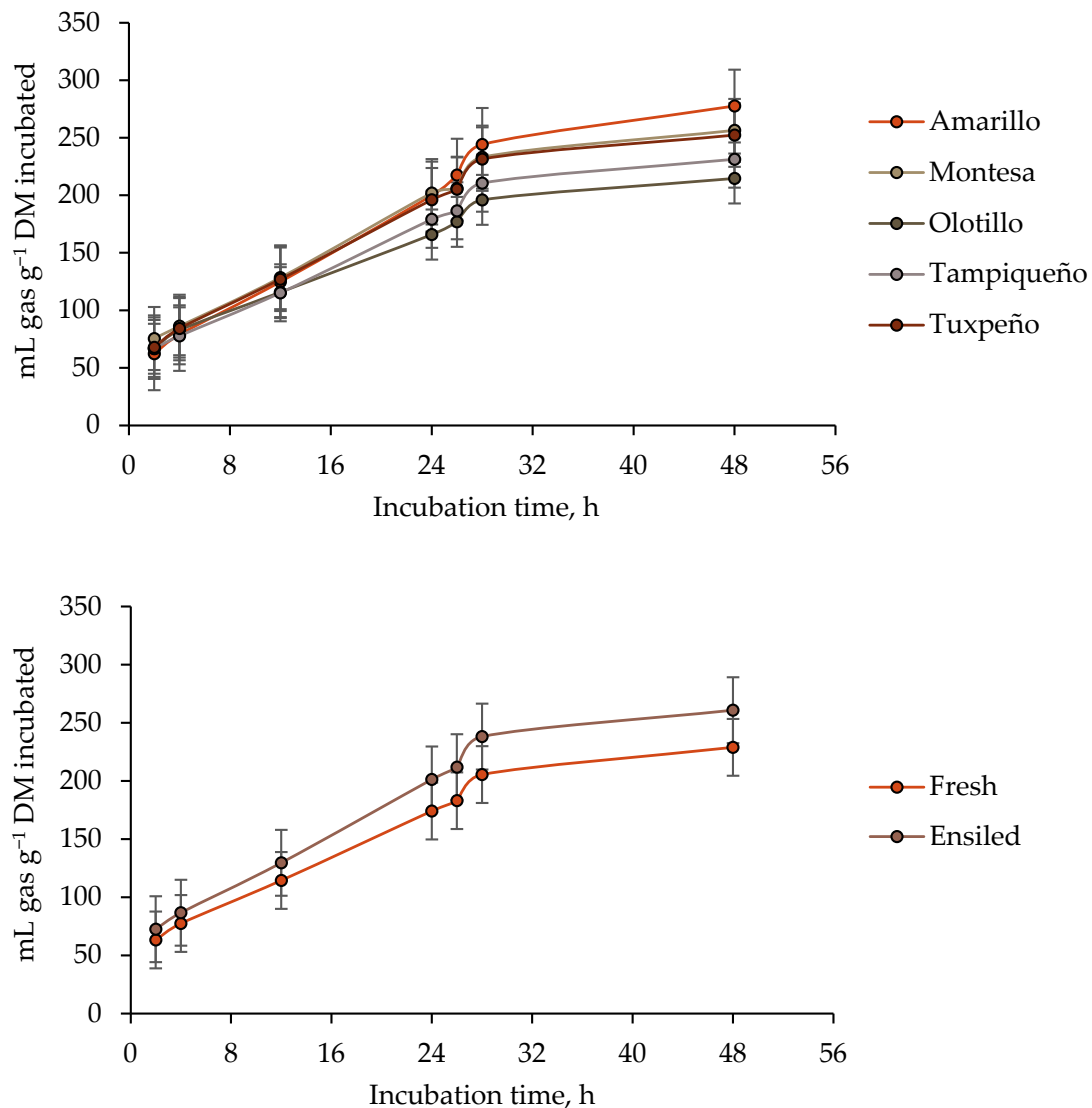 mL gas g⁻¹ DM incubated
350
300
250
200
150
100
50
0
0 8 16 24 32 40 48 56
Incubation time, h
Amarillo
Montesa
Olotillo
Tampiqueño
Tuxpeño
mL gas g⁻¹ DM incubated
350
300
250
200
150
100
50
0
0 8 16 24 32 40 48 56
Incubation time, h
Fresh
Ensiled